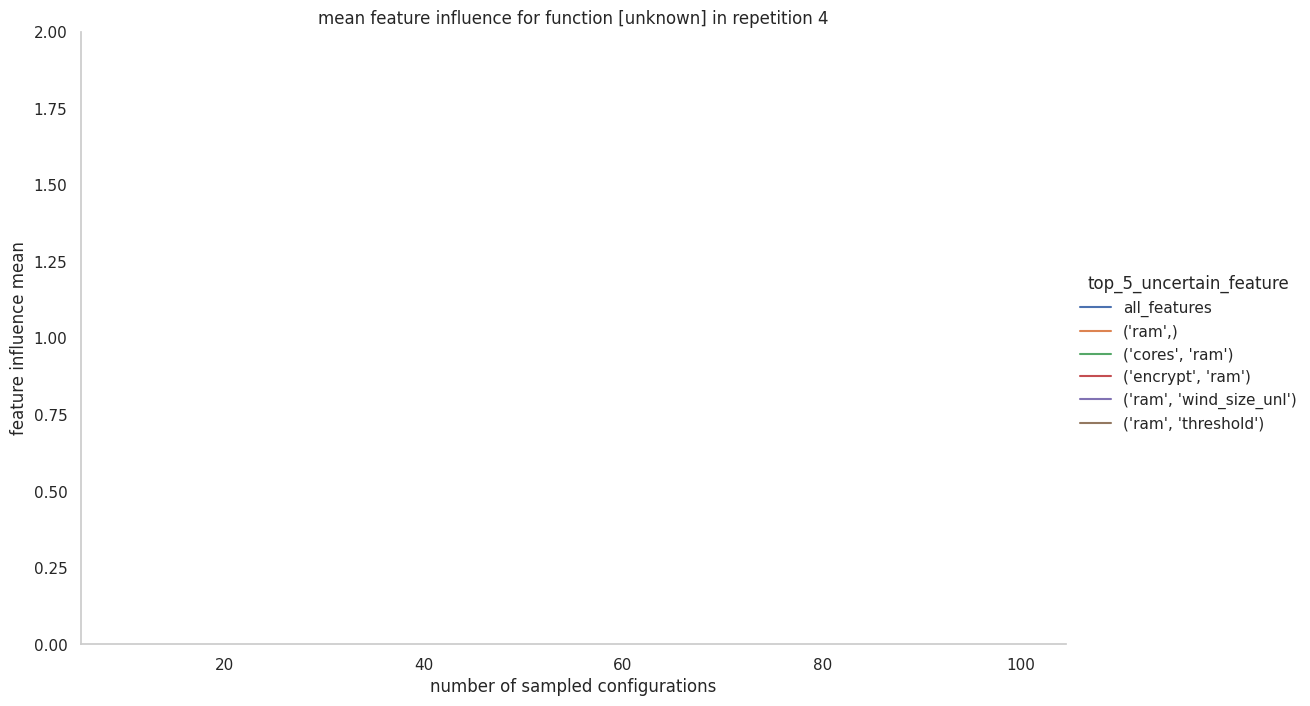 mean feature influence for function [unknown] in repetition 4
2.00
1.75
1.50
1.25
1.00
0.75
0.50
0.25
0.00
feature influence mean
20 40 60 80 100
number of sampled configurations
top_5_uncertain_feature
all_features
('ram',)
('cores', 'ram')
('encrypt', 'ram')
('ram', 'wind_size_unl')
('ram', 'threshold')